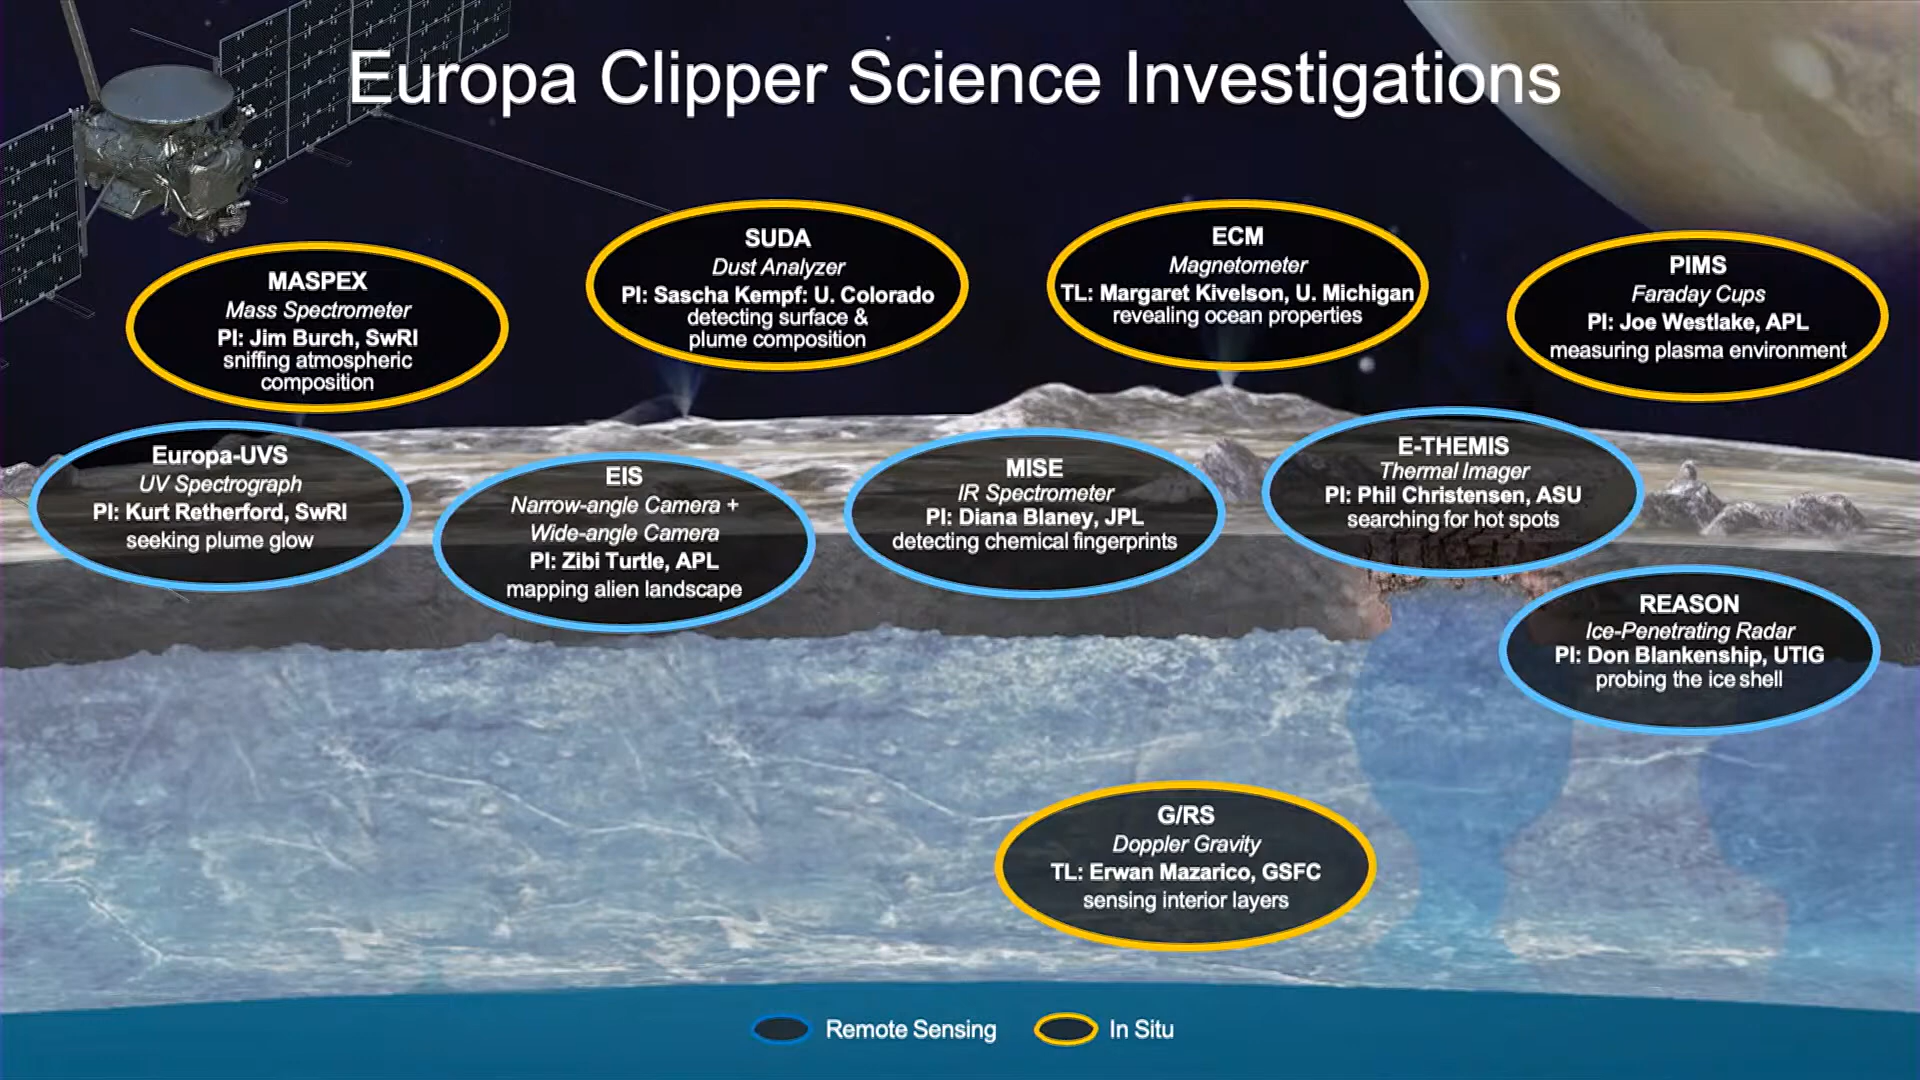 Europa Clipper Science Investigations
MASPEX
Mass Spectrometer
PI: Jim Burch, SwRI
sniffing atmospheric
composition
SUDA
Dust Analyzer
PI: Sascha Kempf: U. Colorado
detecting surface &
plume composition
ECM
Magnetometer
TL: Margaret Kivelson, U. Michigan
revealing ocean properties
PIMS
Faraday Cups
PI: Joe Westlake, APL
measuring plasma environment
Europa-UVS
UV Spectrograph
PI: Kurt Retherford, SwRI
seeking plume glow
EIS
Narrow-angle Camera +
Wide-angle Camera
PI: Zibi Turtle, APL
mapping alien landscape
MISE
IR Spectrometer
PI: Diana Blaney, JPL
detecting chemical fingerprints
E-THEMIS
Thermal Imager
PI: Phil Christensen, ASU
searching for hot spots
REASON
Ice-Penetrating Radar
PI: Don Blankenship, UTIG
probing the ice shell
G/RS
Doppler Gravity
TL: Erwan Mazarico, GSFC
sensing interior layers
Remote Sensing
In Situ